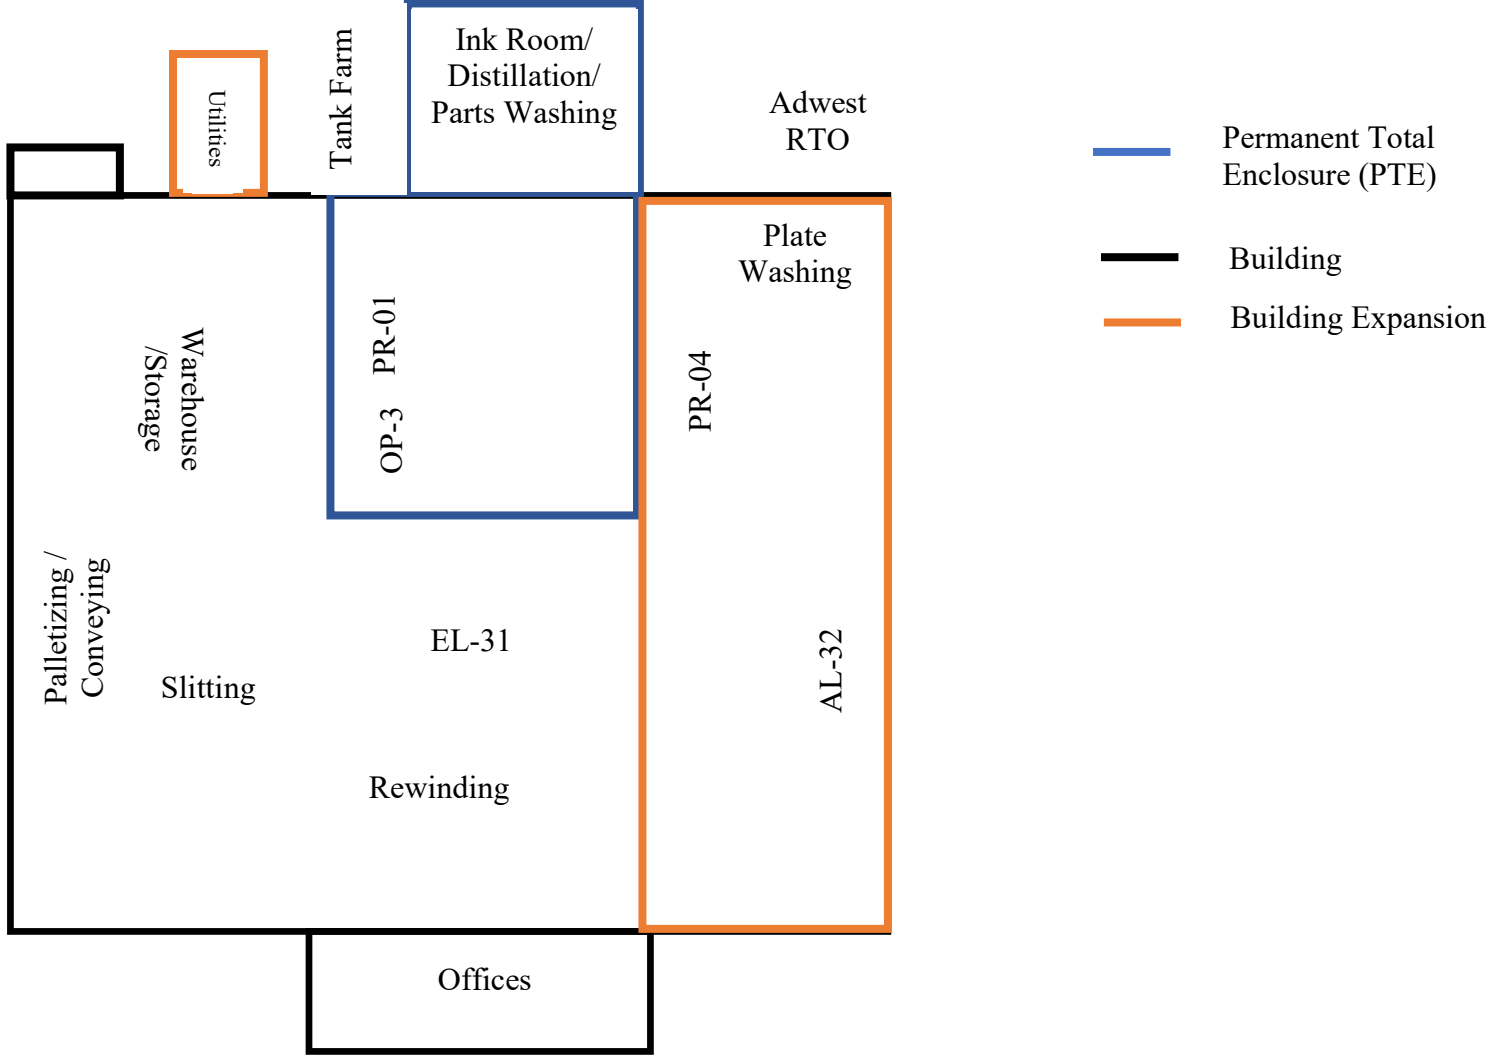 Ink Room/
Distillation/
Parts Washing
Tank Farm
Utilities
Adwest
RTO
Permanent Total
Enclosure (PTE)
Building
Building Expansion
Plate
Washing
Warehouse
/Storage
PR-01
OP-3
PR-04
Palletizing /
Conveying
Slitting
EL-31
AL-32
Rewinding
Offices